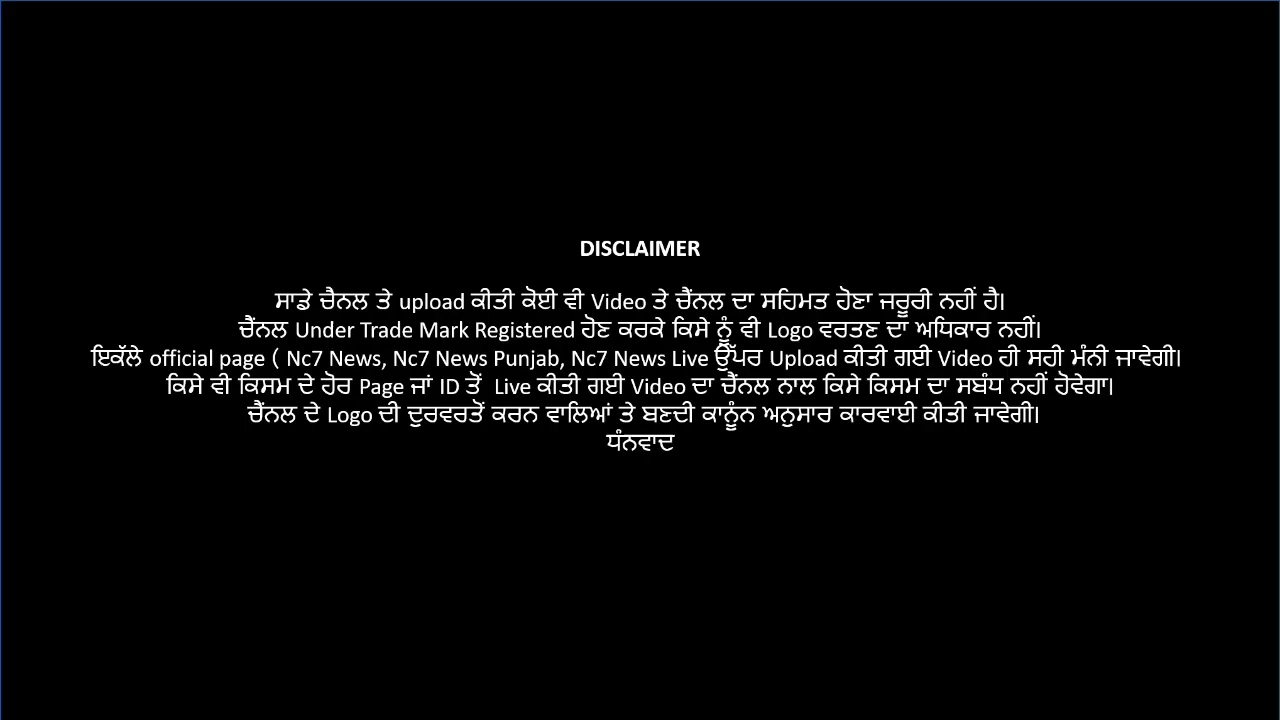 DISCLAIMER
ਸਾਡੇ ਚੈਨਲ ਤੇ upload ਕੀਤੀ ਕੋਈ ਵੀ Video ਤੇ ਚੈਂਨਲ ਦਾ ਸਹਿਮਤ ਹੋਣਾ ਜਰੂਰੀ ਨਹੀਂ ਹੈ।
ਚੈਂਨਲ Under Trade Mark Registered ਹੋਣ ਕਰਕੇ ਕਿਸੇ ਨੂੰ ਵੀ Logo ਵਰਤਣ ਦਾ ਅਧਿਕਾਰ ਨਹੀਂ।
ਇਕੱਲੇ official page ( Nc7 News, Nc7 News Punjab, Nc7 News Live ਉੱਪਰ Upload ਕੀਤੀ ਗਈ Video ਹੀ ਸਹੀ ਮੰਨੀ ਜਾਵੇਗੀ।
ਕਿਸੇ ਵੀ ਕਿਸਮ ਦੇ ਹੋਰ Page ਜਾਂ ID ਤੋਂ Live ਕੀਤੀ ਗਈ Video ਦਾ ਚੈਂਨਲ ਨਾਲ ਕਿਸੇ ਕਿਸਮ ਦਾ ਸਬੰਧ ਨਹੀਂ ਹੋਵੇਗਾ।
ਚੈਂਨਲ ਦੇ Logo ਦੀ ਦੁਰਵਰਤੋਂ ਕਰਨ ਵਾਲਿਆਂ ਤੇ ਬਣਦੀ ਕਾਨੂੰਨ ਅਨੁਸਾਰ ਕਾਰਵਾਈ ਕੀਤੀ ਜਾਵੇਗੀ।
ਧੰਨਵਾਦ